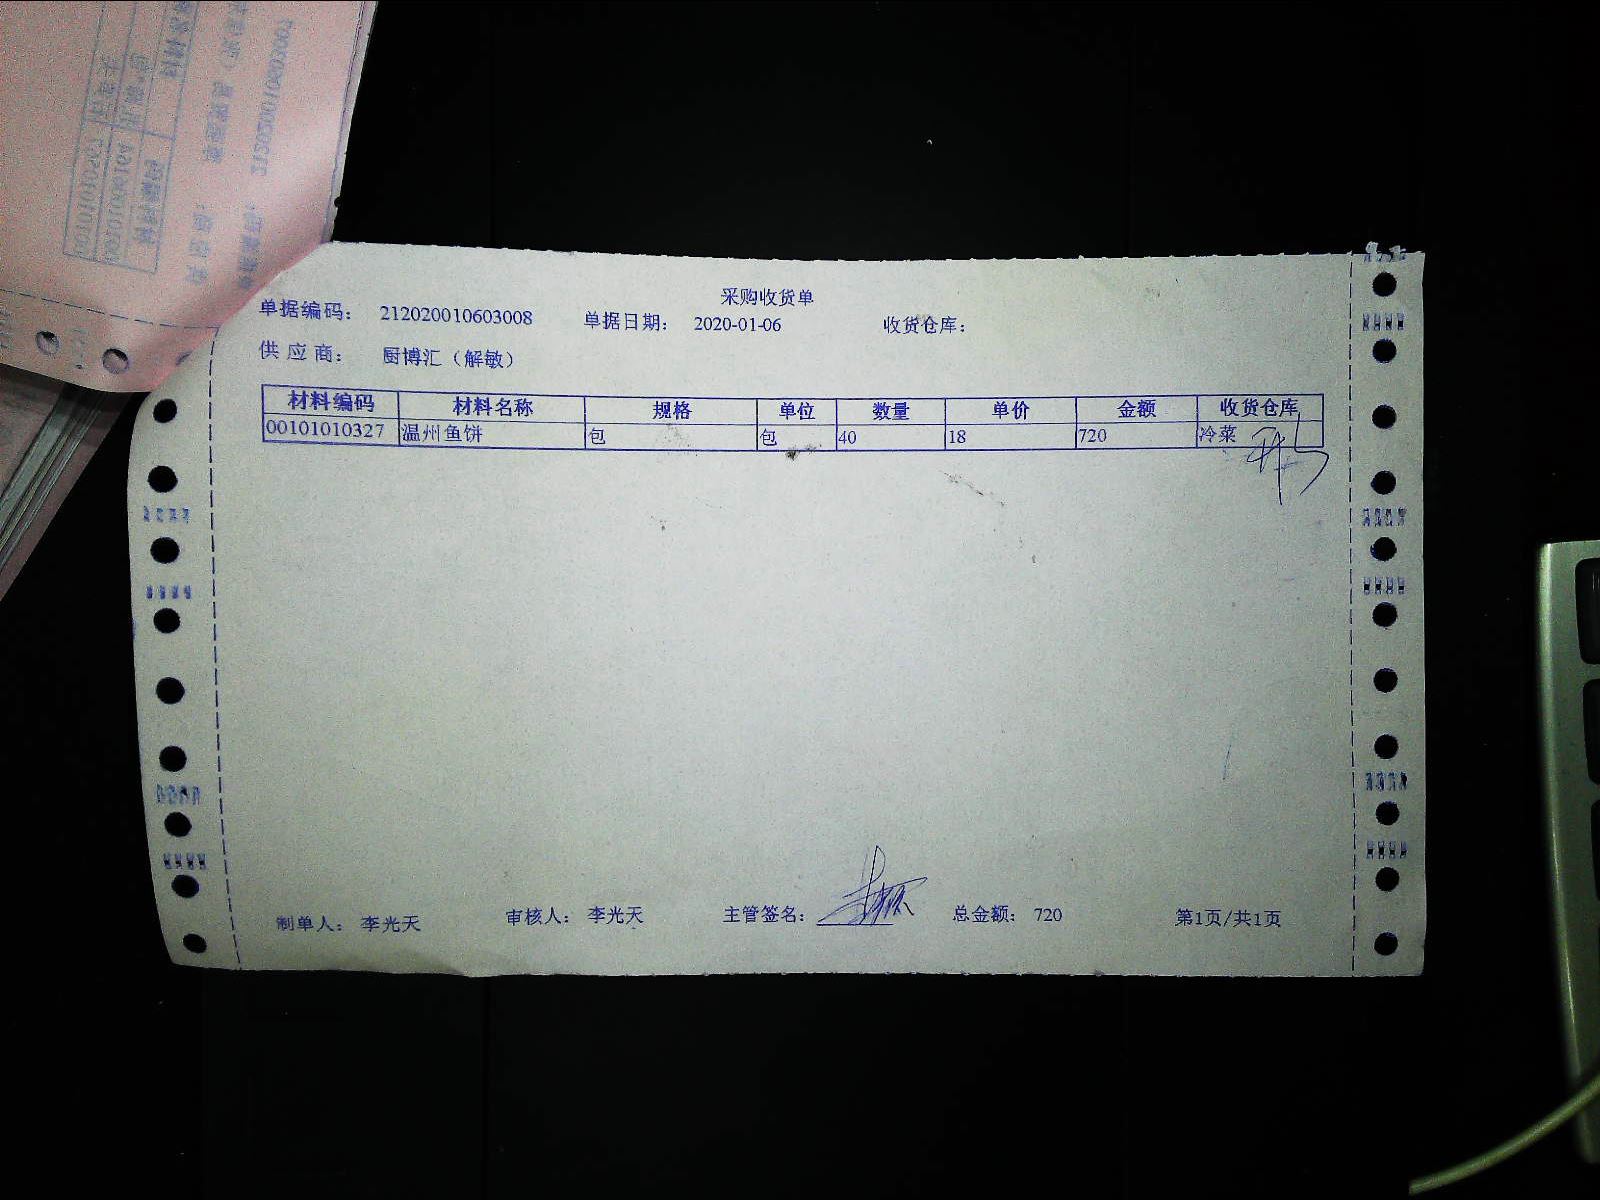 采购收货单
单据编码： 212020010603008 单据日期： 2020-01-06 收货仓库：
供应商： 厨博汇（解敏）
材料编码 材料名称 规格 单位 数量 单价 金额 收货仓库
00101010327 温州鱼饼 包 包 40 18 720 冷菜
制单人： 李光天 审核人： 李光天 主管签名： 总金额： 720 第1页/共1页